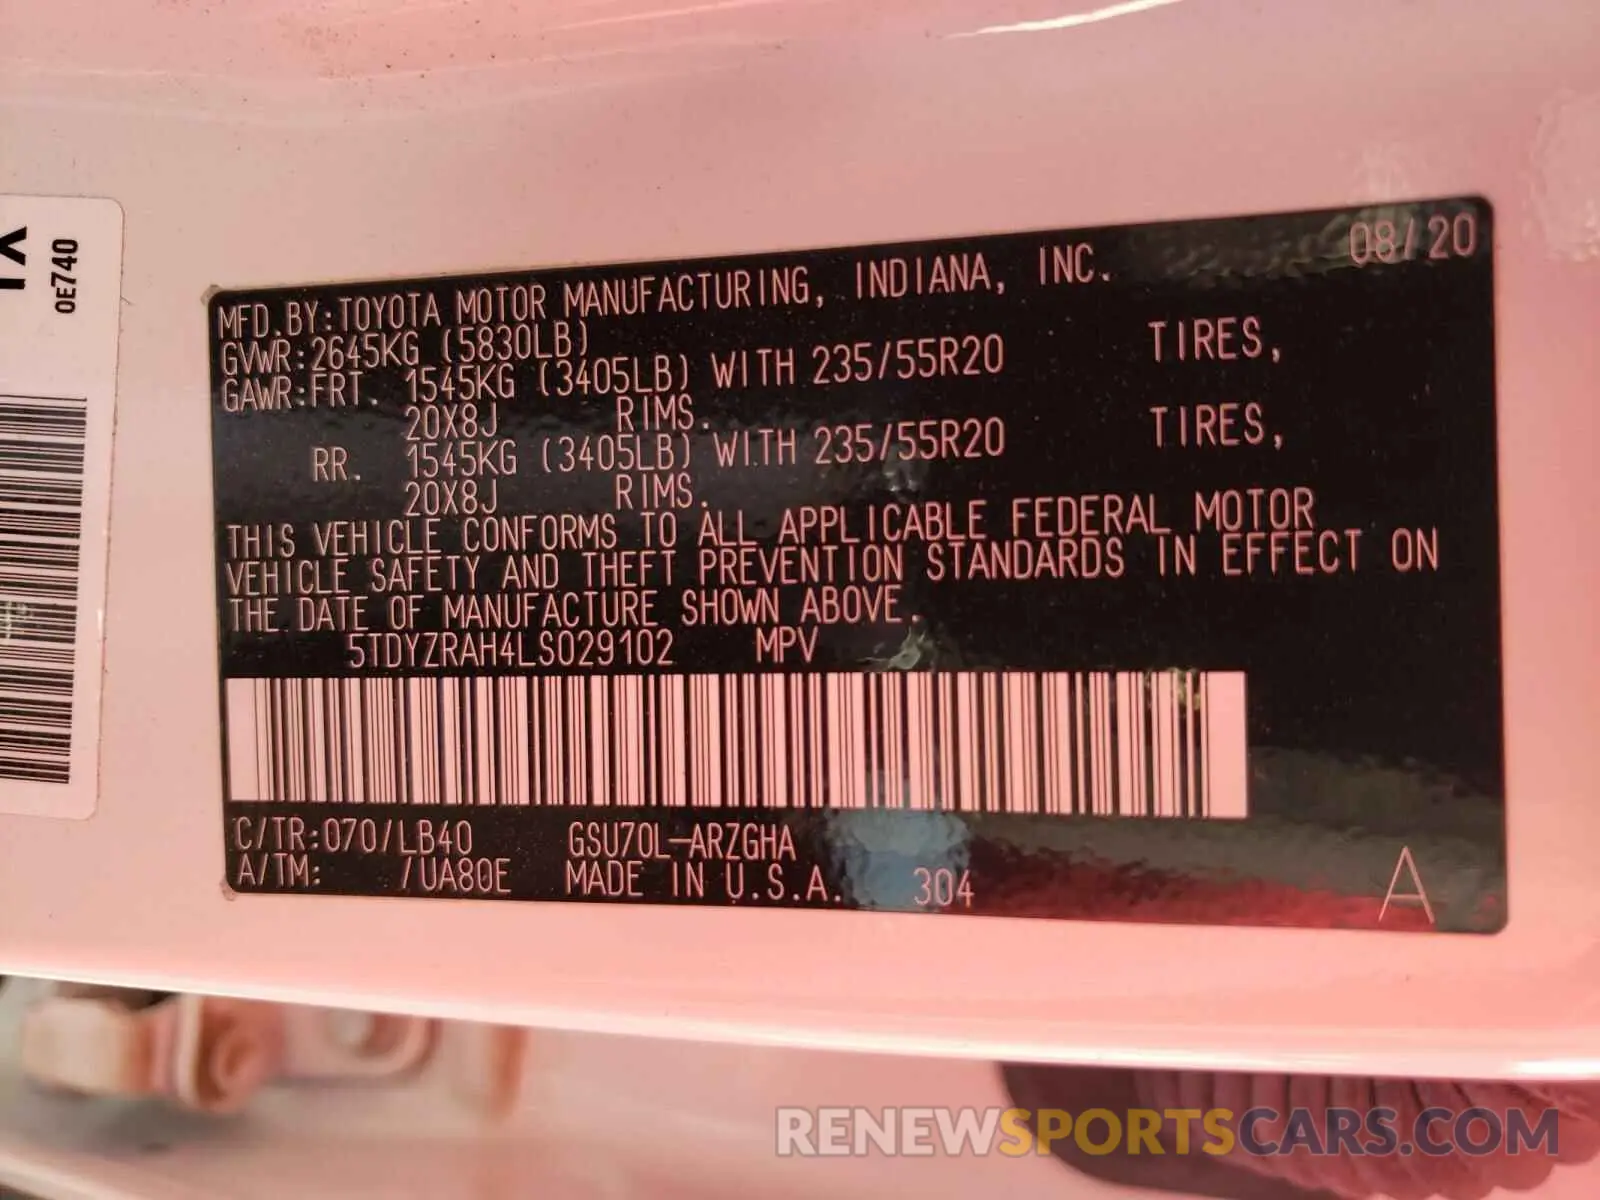 08/20
MFD.BY:TOYOTA MOTOR MANUFACTURING, INDIANA, INC.
GVWR:2645KG (5830LB)
GAWR:FRT. 1545KG (3405LB) WITH 235/55R20 TIRES,
20X8J RIMS.
RR. 1545KG (3405LB) WITH 235/55R20 TIRES,
20X8J RIMS.
THIS VEHICLE CONFORMS TO ALL APPLICABLE FEDERAL MOTOR
VEHICLE SAFETY AND THEFT PREVENTION STANDARDS IN EFFECT ON
THE DATE OF MANUFACTURE SHOWN ABOVE.
5TDYZRAH4LS029102 MPV
C/TR:070/LB40 GSU70L-ARZGHA
A/TM: /UA80E MADE IN U.S.A. 304
A
0E740
RENEWSPORTSCARS.COM